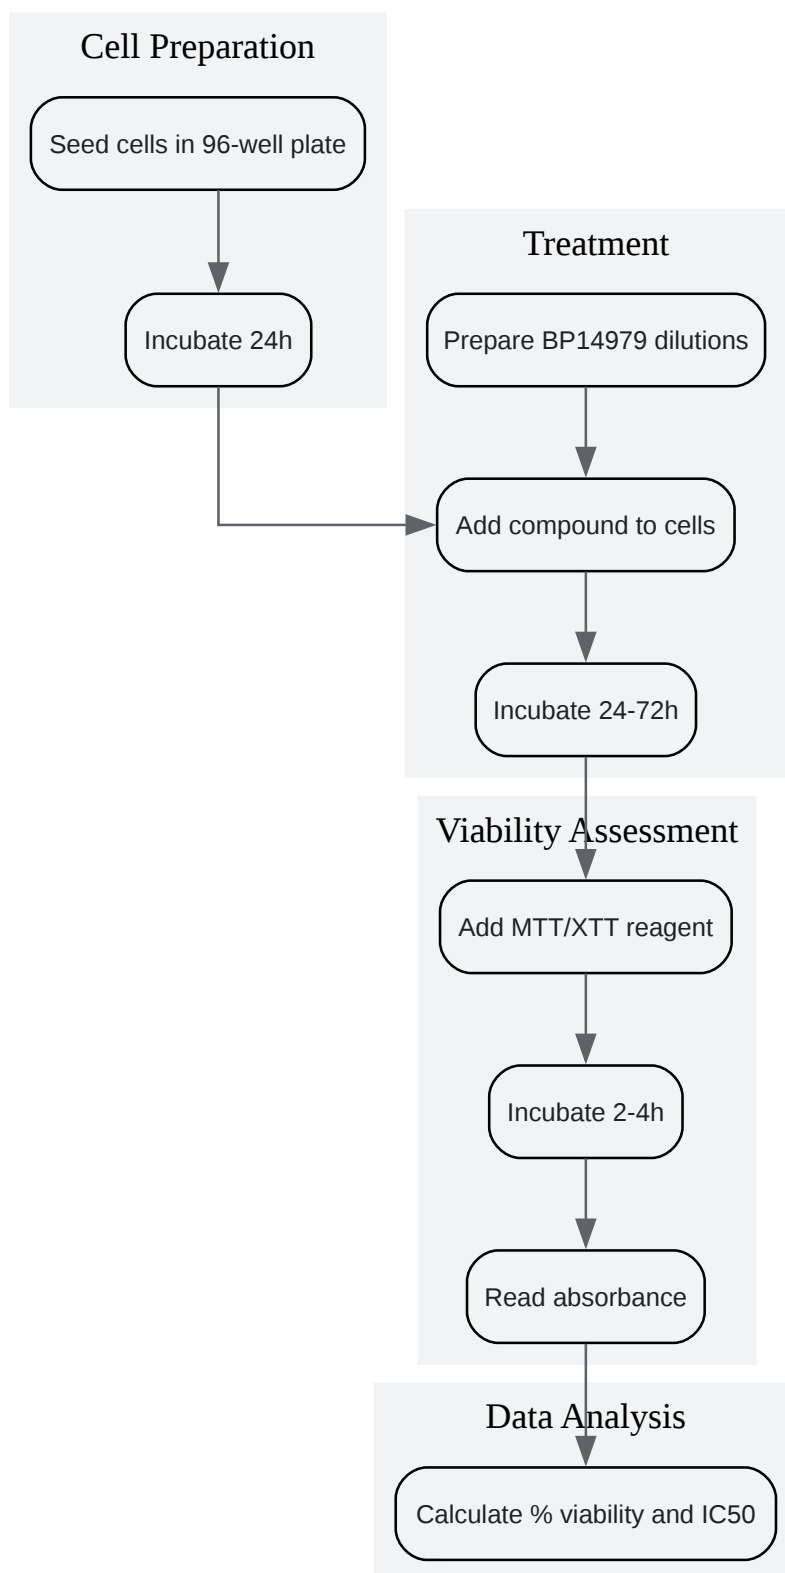 Cell Preparation
Seed cells in 96-well plate
Incubate 24h
Treatment
Prepare BP14979 dilutions
Add compound to cells
Incubate 24-72h
Viability Assessment
Add MTT/XTT reagent
Incubate 2-4h
Read absorbance
Data Analysis
Calculate % viability and IC50